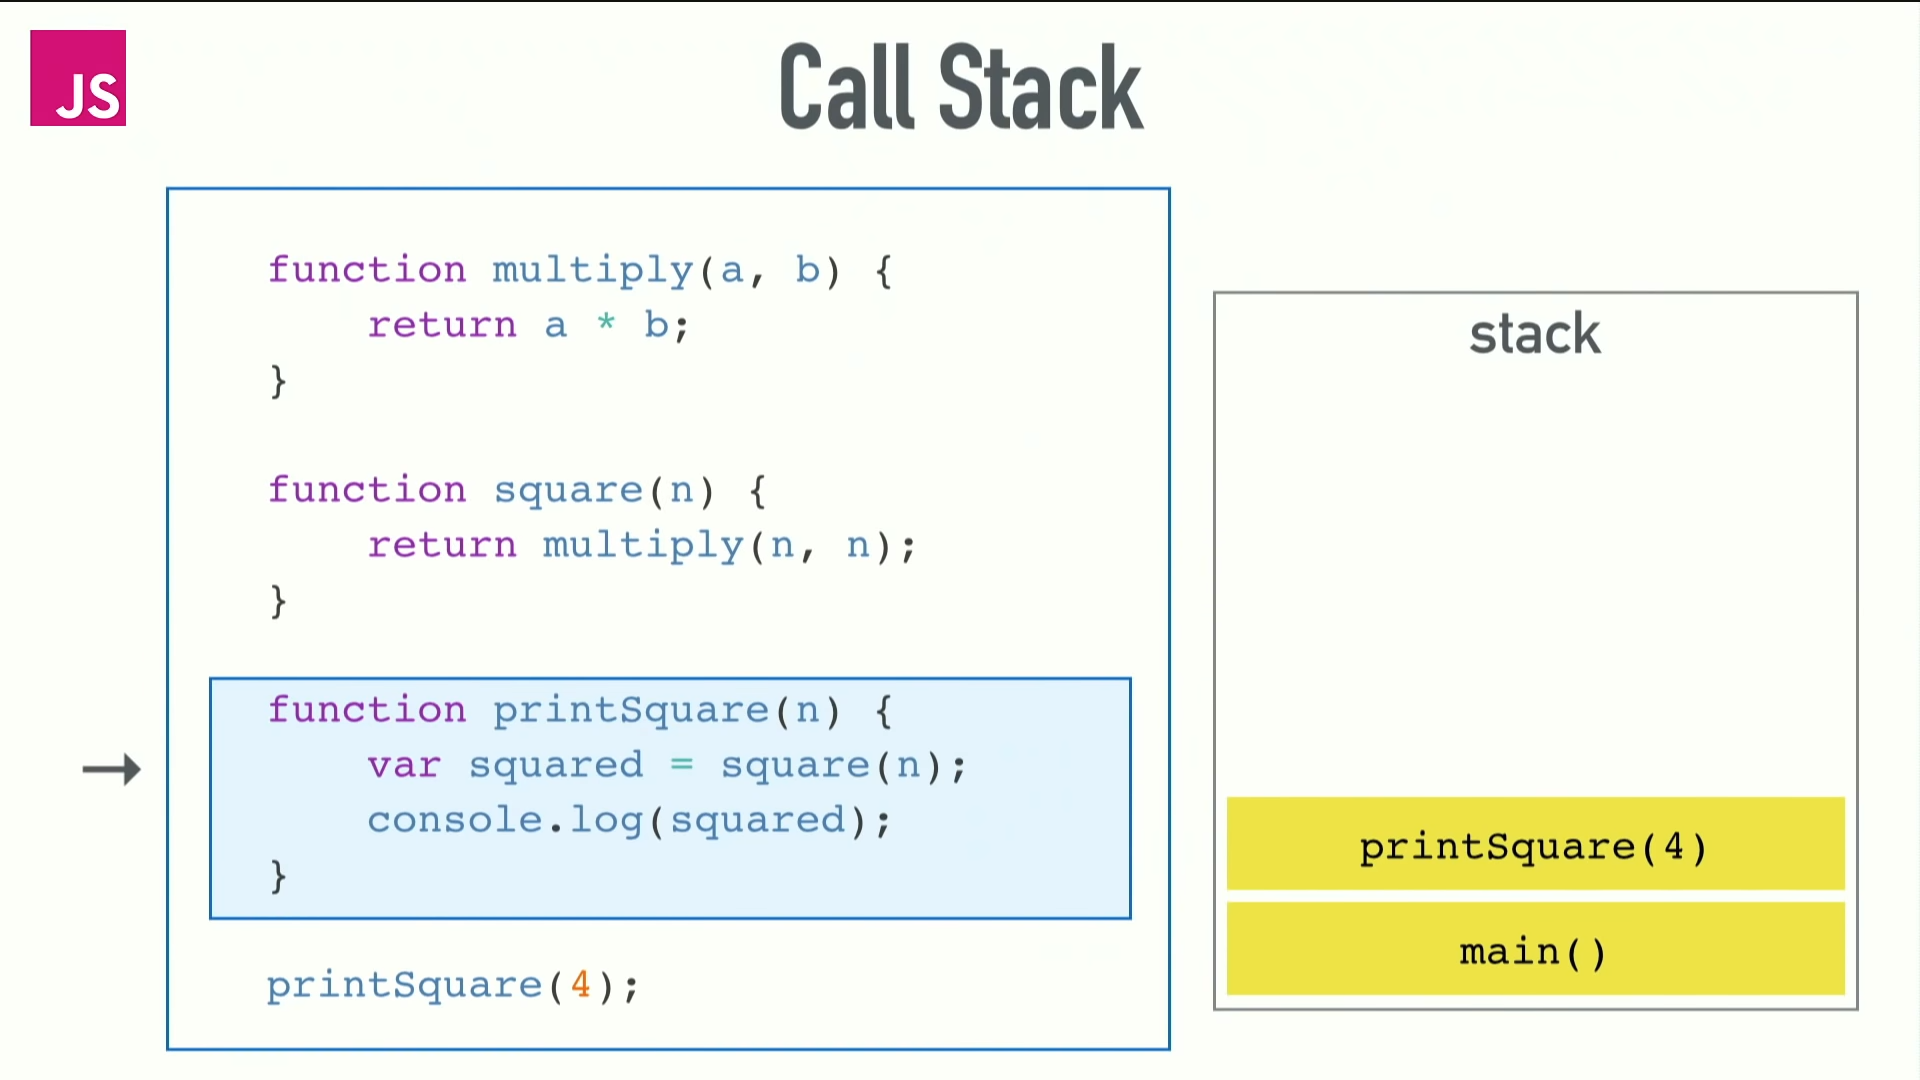 JS
Call Stack
function multiply(a, b) {
    return a * b;
}
function square(n) {
    return multiply(n, n);
}
function printSquare(n) {
    var squared = square(n);
    console.log(squared);
}
printSquare(4);
stack
printSquare(4)
main()